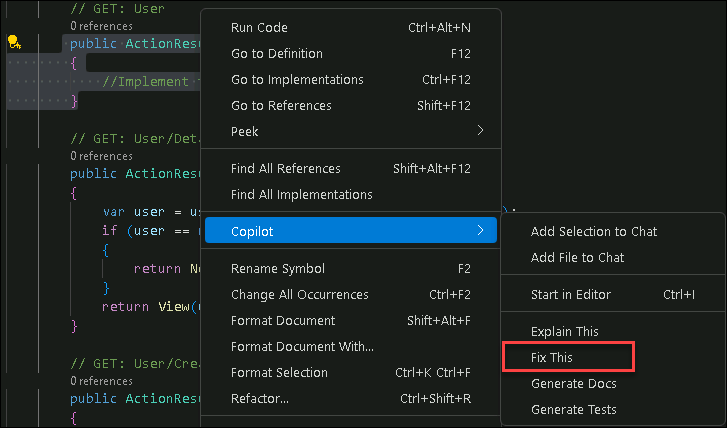 // GET: User
0 references
public ActionResu
{
//Implement
}
// GET: User/Det
0 references
public ActionResu
{
var user = us
);
if (user ==
{
return N
}
return View(
}
// GET: User/Cre
0 references
public ActionResu
{
Run Code Ctrl+Alt+N
Go to Definition F12
Go to Implementations Ctrl+F12
Go to References Shift+F12
Peek
Find All References Shift+Alt+F12
Find All Implementations
Copilot
Rename Symbol F2
Change All Occurrences Ctrl+F2
Format Document Shift+Alt+F
Format Document With...
Format Selection Ctrl+K Ctrl+F
Refactor... Ctrl+Shift+R
Add Selection to Chat
Add File to Chat
Start in Editor Ctrl+I
Explain This
Fix This
Generate Docs
Generate Tests